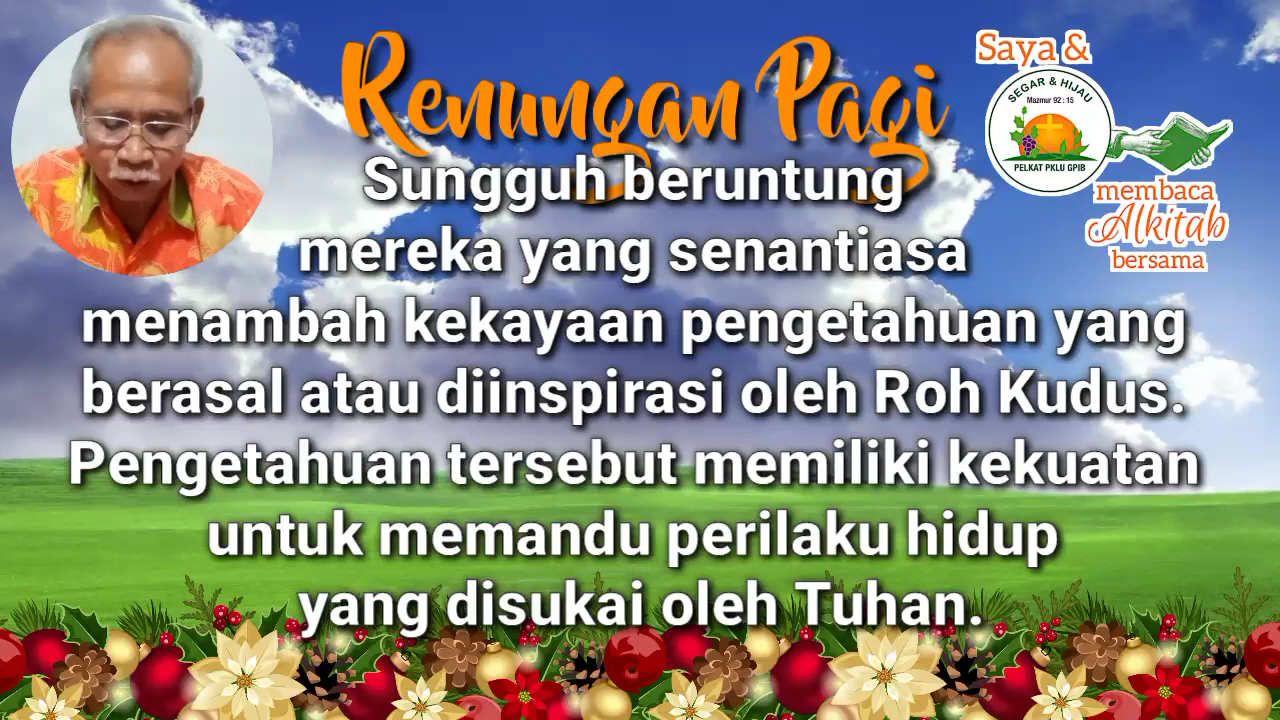 Renungan Pagi
Sungguh beruntung
mereka yang senantiasa
menambah kekayaan pengetahuan yang
berasal atau diinspirasi oleh Roh Kudus.
Pengetahuan tersebut memiliki kekuatan
untuk memandu perilaku hidup
yang disukai oleh Tuhan.
Saya &
SEGAR & HIJAU
Mazmur 92 : 15
PELKAT PKLU GPIB
membaca
Alkitab
bersama